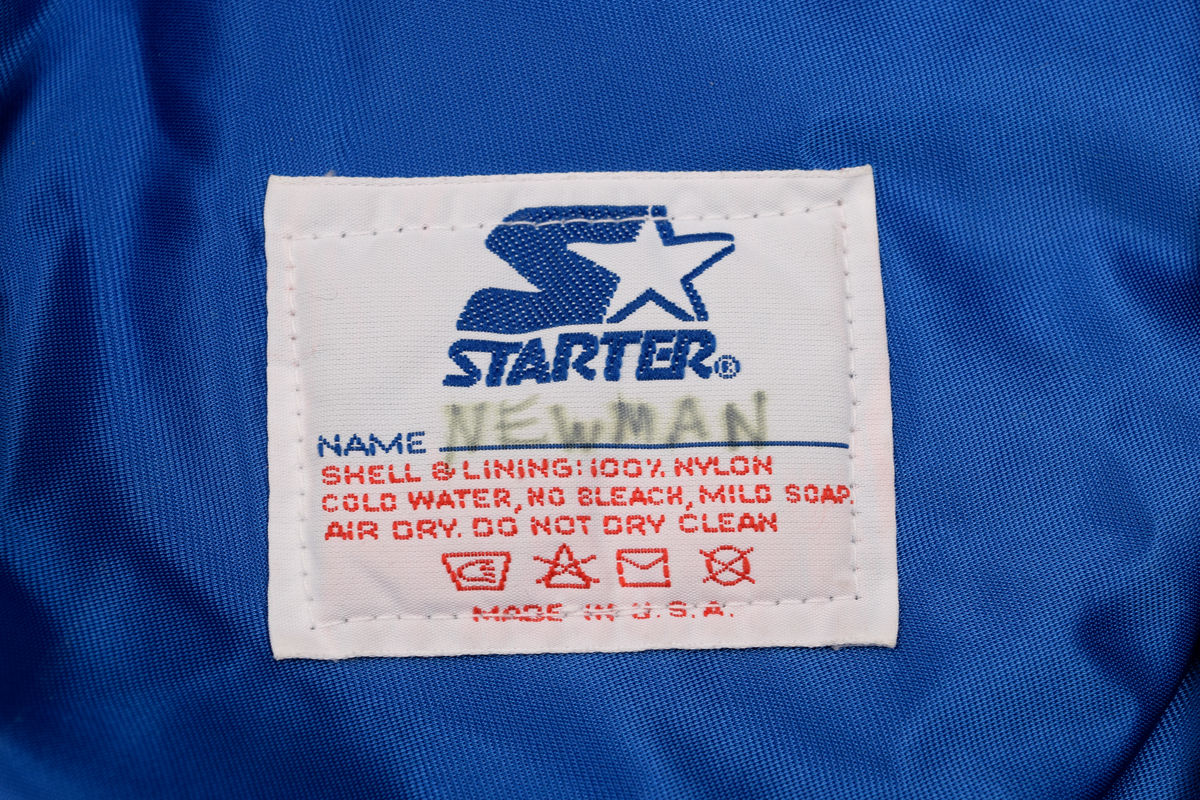 STARTER®
NAME NEWMAN
SHELL & LINING: 100% NYLON
COLD WATER, NO BLEACH, MILD SOAP.
AIR DRY. DO NOT DRY CLEAN
MADE IN U.S.A.